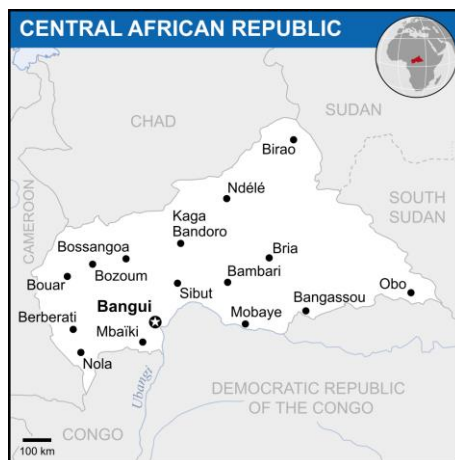 CENTRAL AFRICAN REPUBLIC
SUDAN
CHAD
Birao
Ndélé
SOUTH
SUDAN
CAMEROON
Kaga
Bandoro
Bossangoa
Bria
Bozoum
Bouar
Bambari
Obo
Sibut
Bangui
Bangassou
Berberati
Mobaye
Mbaïki
Nola
Ubangi
DEMOCRATIC REPUBLIC
OF THE CONGO
CONGO
100 km